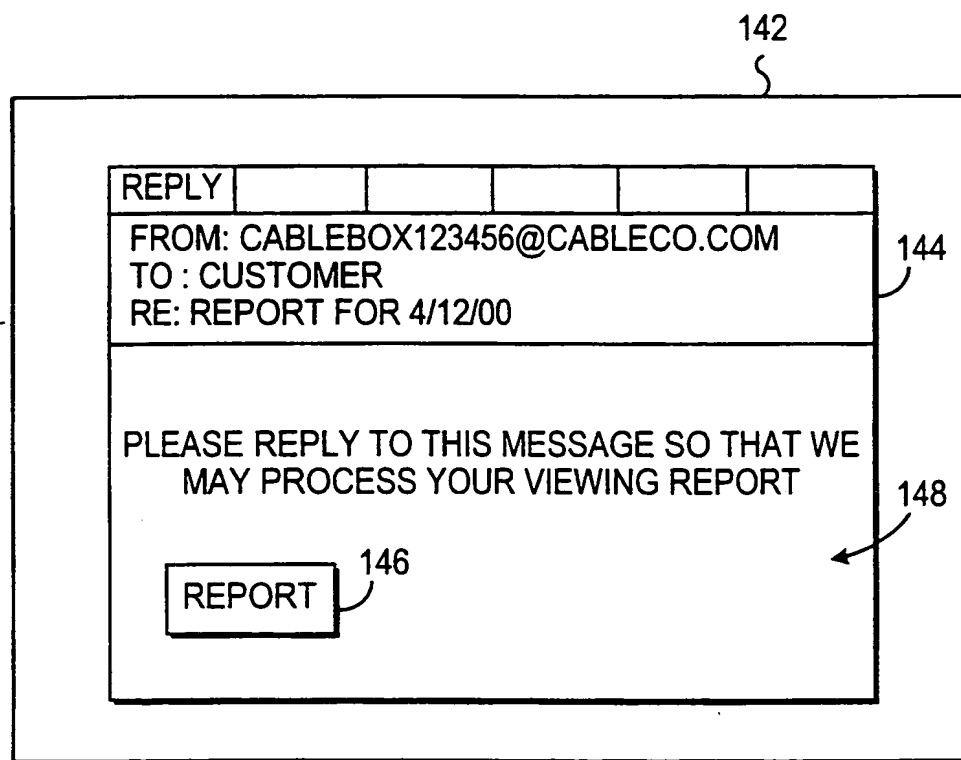 142
REPLY
FROM: CABLEBOX123456@CABLECO.COM
TO : CUSTOMER
RE: REPORT FOR 4/12/00
144
PLEASE REPLY TO THIS MESSAGE SO THAT WE
MAY PROCESS YOUR VIEWING REPORT
148
146
REPORT